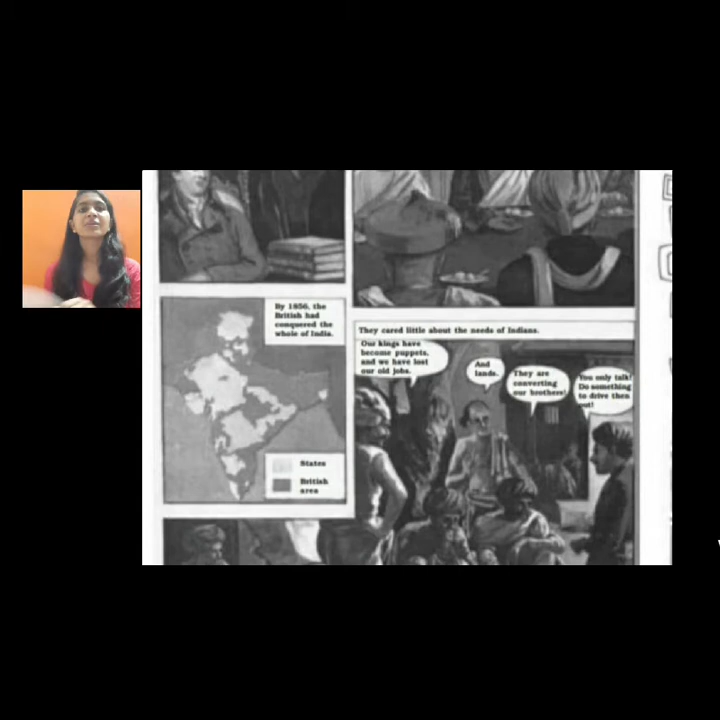 By 1856, the
British had
conquered the
whole of India.
States
British
area
They cared little about the needs of Indians.
Our kings have
become puppets,
and we have lost
our old jobs.
And
lands.
They are
converting
our brothers!
You only talk!
Do something
to drive then
out!